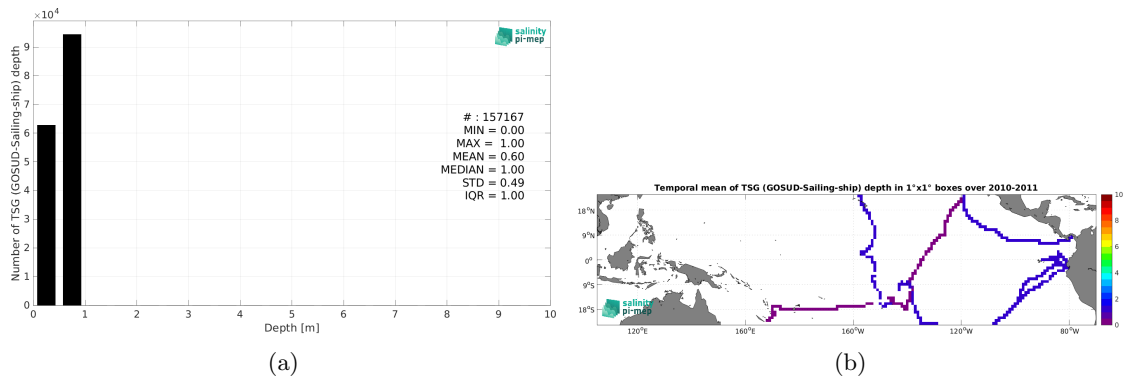 ×10⁴
9
8
7
6
5
4
3
2
1
0
Number of TSG (GOSUD-Sailing-ship) depth
salinity
pi-mep
# : 157167
MIN = 0.00
MAX = 1.00
MEAN = 0.60
MEDIAN = 1.00
STD = 0.49
IQR = 1.00
0 1 2 3 4 5 6 7 8 9 10
Depth [m]
(a)
Temporal mean of TSG (GOSUD-Sailing-ship) depth in 1°x1° boxes over 2010-2011
18°N
9°N
0°
9°S
18°S
salinity
pi-mep
120°E 160°E 160°W 120°W 80°W
10
8
6
4
2
0
(b)